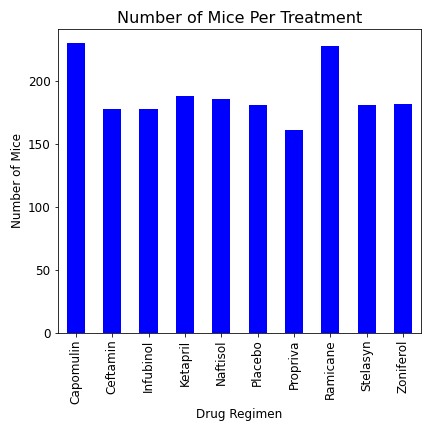 Number of Mice Per Treatment
Number of Mice
200
150
100
50
0
Capomulin
Ceftamin
Infubinol
Ketapril
Naftisol
Placebo
Propriva
Ramicane
Stelasyn
Zoniferol
Drug Regimen